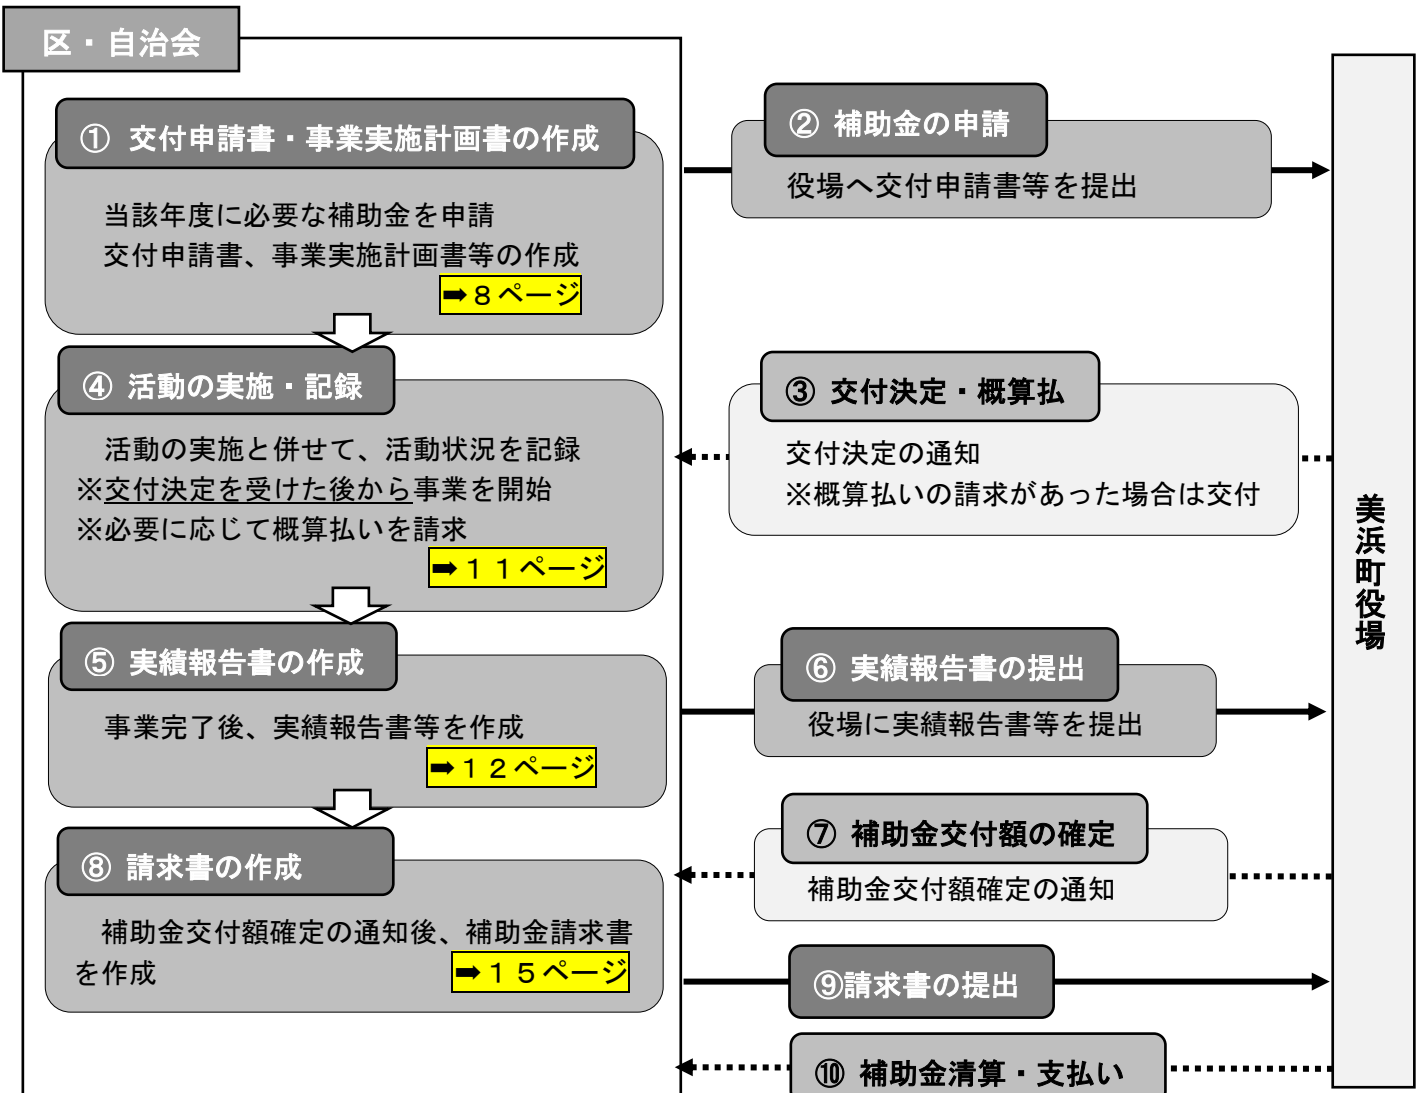 区・自治会
① 交付申請書・事業実施計画書の作成
当該年度に必要な補助金を申請
交付申請書、事業実施計画書等の作成
➡８ページ
② 補助金の申請
役場へ交付申請書等を提出
③ 交付決定・概算払
交付決定の通知
※概算払いの請求があった場合は交付
④ 活動の実施・記録
活動の実施と併せて、活動状況を記録
※交付決定を受けた後から事業を開始
※必要に応じて概算払いを請求
➡１１ページ
⑤ 実績報告書の作成
事業完了後、実績報告書等を作成
➡１２ページ
⑥ 実績報告書の提出
役場に実績報告書等を提出
⑦ 補助金交付額の確定
補助金交付額確定の通知
⑧ 請求書の作成
補助金交付額確定の通知後、補助金請求書
を作成
➡１５ページ
⑨請求書の提出
⑩ 補助金清算・支払い
美浜町役場